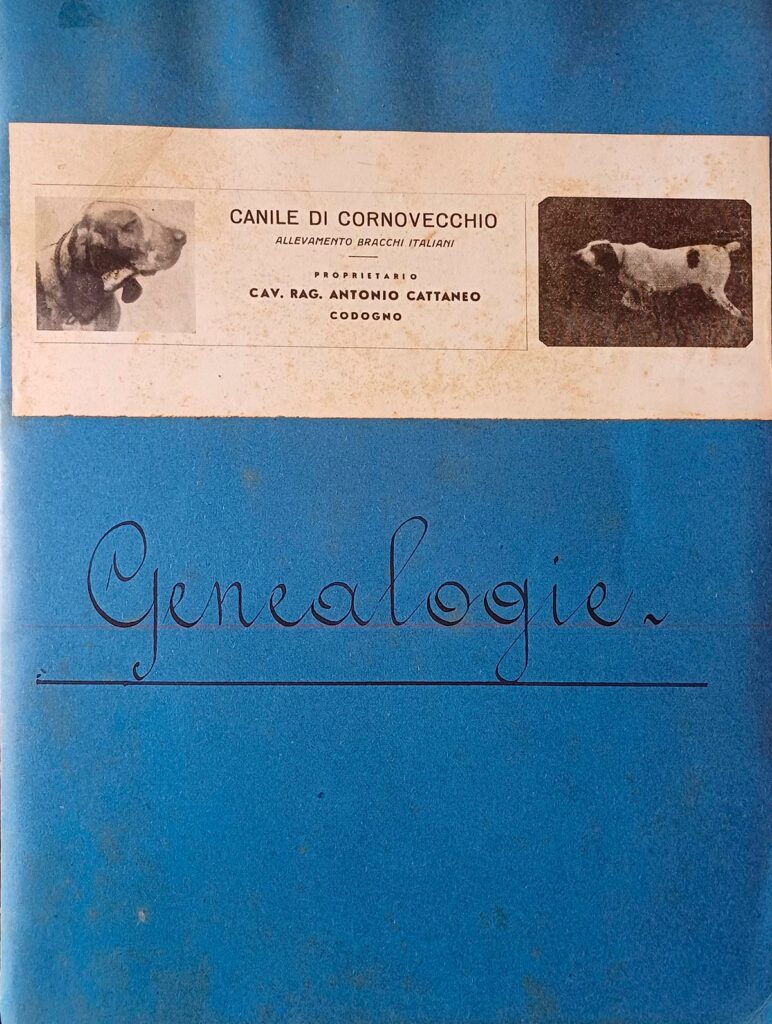 CANILE DI CORNOVECCHIO
ALLEVAMENTO BRACCHI ITALIANI
PROPRIETARIO
CAV. RAG. ANTONIO CATTANEO
CODOGNO
Genealogie.